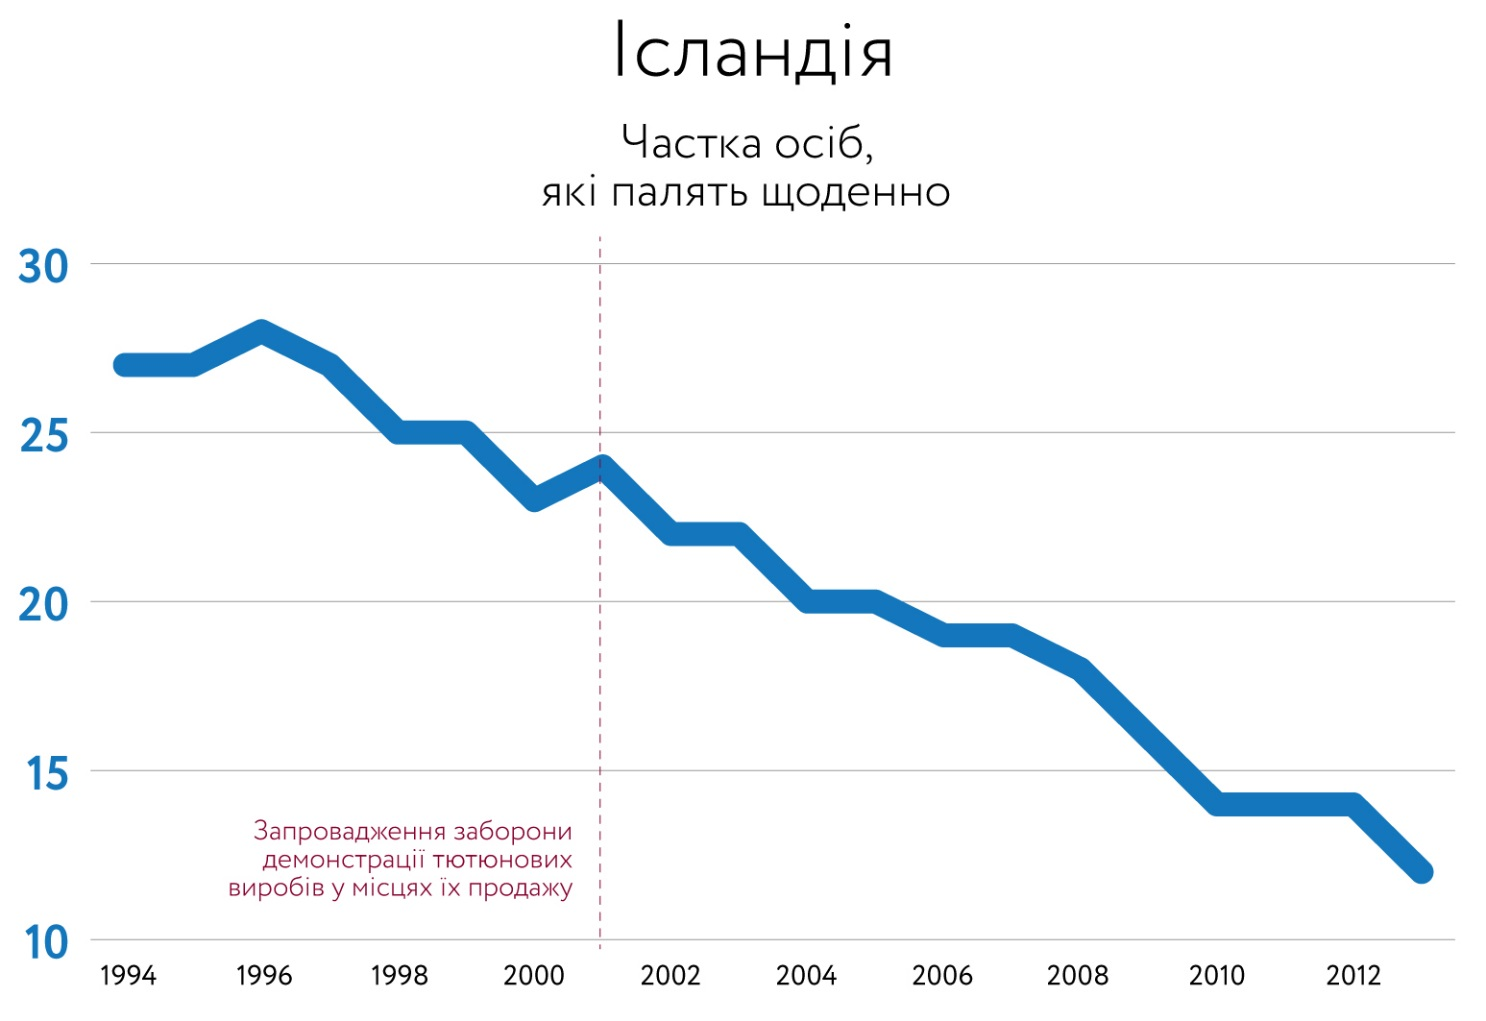 Ісландія
Частка осіб,
які палять щоденно
30
25
20
15
10
Запровадження заборони
демонстрації тютюнових
виробів у місцях їх продажу
1994 1996 1998 2000 2002 2004 2006 2008 2010 2012